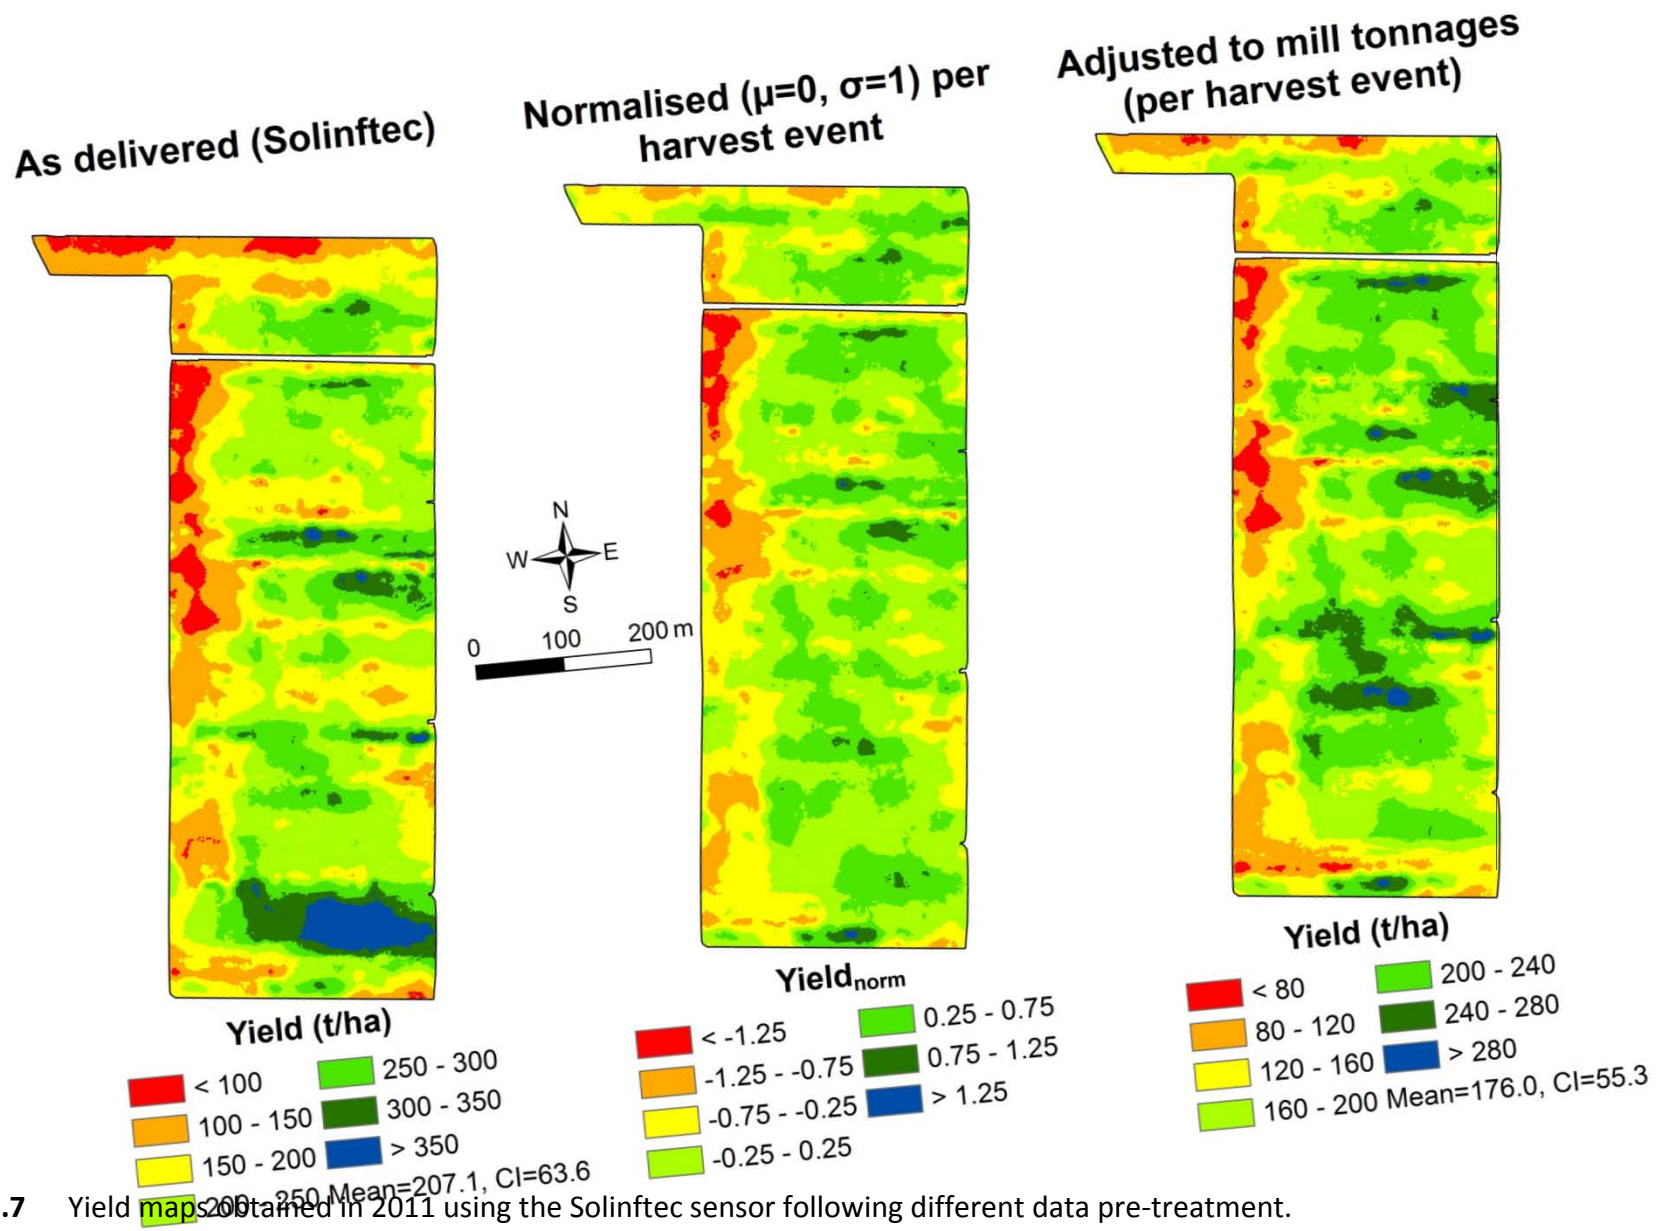 As delivered (Solinftec)
Normalised (μ=0, σ=1) per
harvest event
Adjusted to mill tonnages
(per harvest event)
N
W E
S
0 100 200 m
Yield (t/ha)
< 100
100 - 150
150 - 200
200 - 250
250 - 300
300 - 350
> 350
Mean=207.1, CI=63.6
Yieldnorm
< -1.25
-1.25 - -0.75
-0.75 - -0.25
-0.25 - 0.25
0.25 - 0.75
0.75 - 1.25
> 1.25
Yield (t/ha)
< 80
80 - 120
120 - 160
160 - 200
200 - 240
240 - 280
> 280
Mean=176.0, CI=55.3
.7 Yield maps obtained in 2011 using the Solinftec sensor following different data pre-treatment.